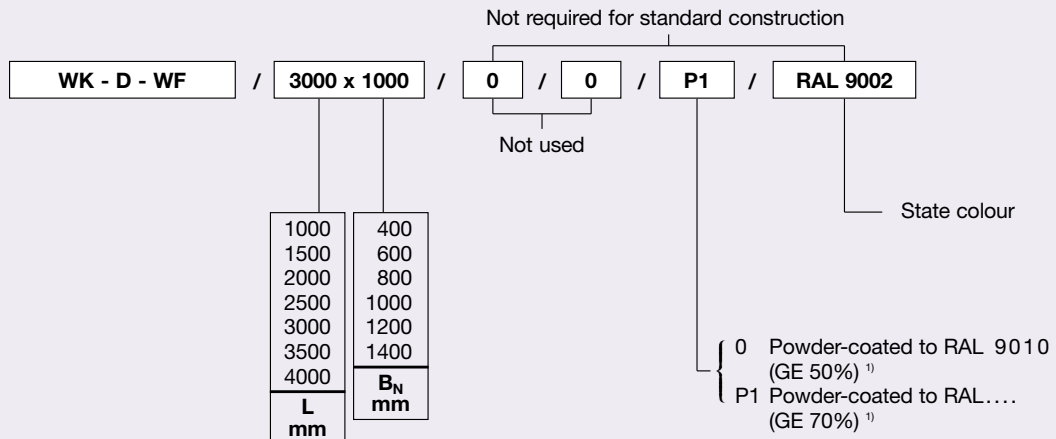 Not required for standard construction
WK - D - WF / 3000 x 1000 / 0 / 0 / P1 / RAL 9002
Not used
State colour
1000 400
1500 600
2000 800
2500 1000
3000 1200
3500 1400
4000
B_N
mm
L
mm
0 Powder-coated to RAL 9010
(GE 50%) 1)
P1 Powder-coated to RAL....
(GE 70%) 1)